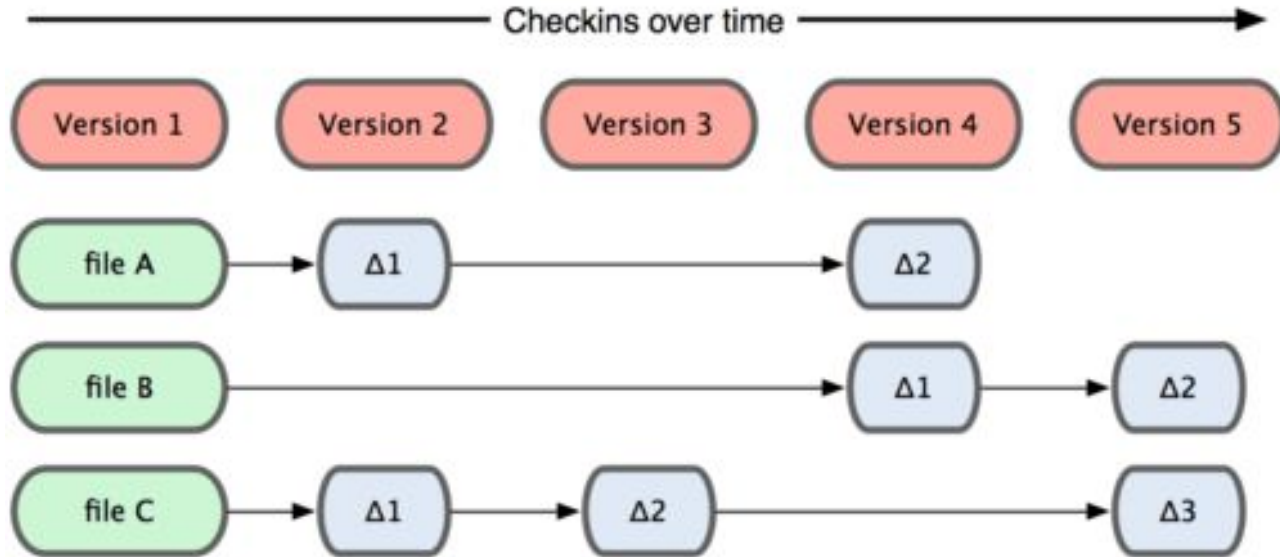 Checkins over time
Version 1 Version 2 Version 3 Version 4 Version 5
file A Δ1 Δ2
file B Δ1 Δ2
file C Δ1 Δ2 Δ3